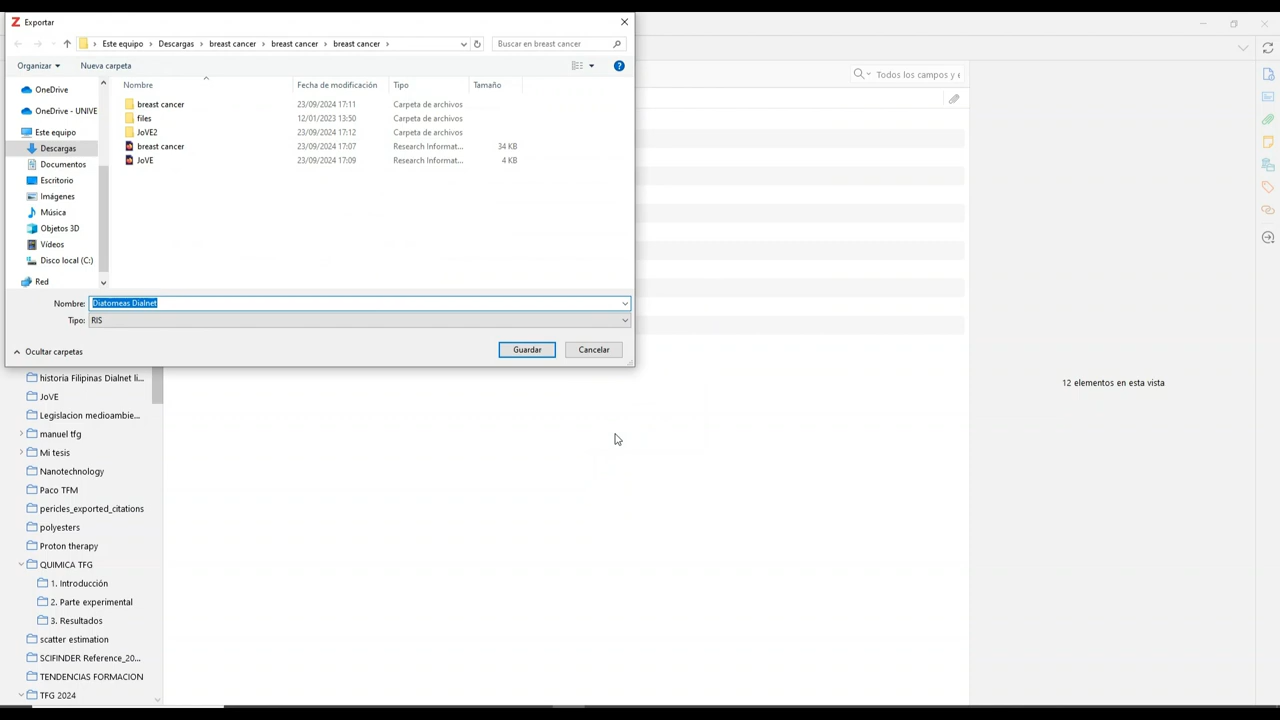 Exportar
Este equipo > Descargas > breast cancer > breast cancer > breast cancer >
Buscar en breast cancer
Organizar
Nueva carpeta
Nombre
Fecha de modificación
Tipo
Tamaño
OneDrive
OneDrive - UNIVE
Este equipo
Descargas
Documentos
Escritorio
Imágenes
Música
Objetos 3D
Vídeos
Disco local (C:)
Red
breast cancer 23/09/2024 17:11 Carpeta de archivos
files 12/01/2023 13:50 Carpeta de archivos
JoVE2 23/09/2024 17:12 Carpeta de archivos
breast cancer 23/09/2024 17:07 Research Informat... 34 KB
JoVE 23/09/2024 17:09 Research Informat... 4 KB
Nombre: Diatomeas Dialnet
Tipo: RIS
Ocultar carpetas
Guardar
Cancelar
Todos los campos y e
historia Filipinas Dialnet li...
JoVE
Legislacion medioambie...
manuel tfg
Mi tesis
Nanotechnology
Paco TFM
pericles_exported_citations
polyesters
Proton therapy
QUIMICA TFG
1. Introducción
2. Parte experimental
3. Resultados
scatter estimation
SCIFINDER Reference_20...
TENDENCIAS FORMACION
TFG 2024
12 elementos en esta vista